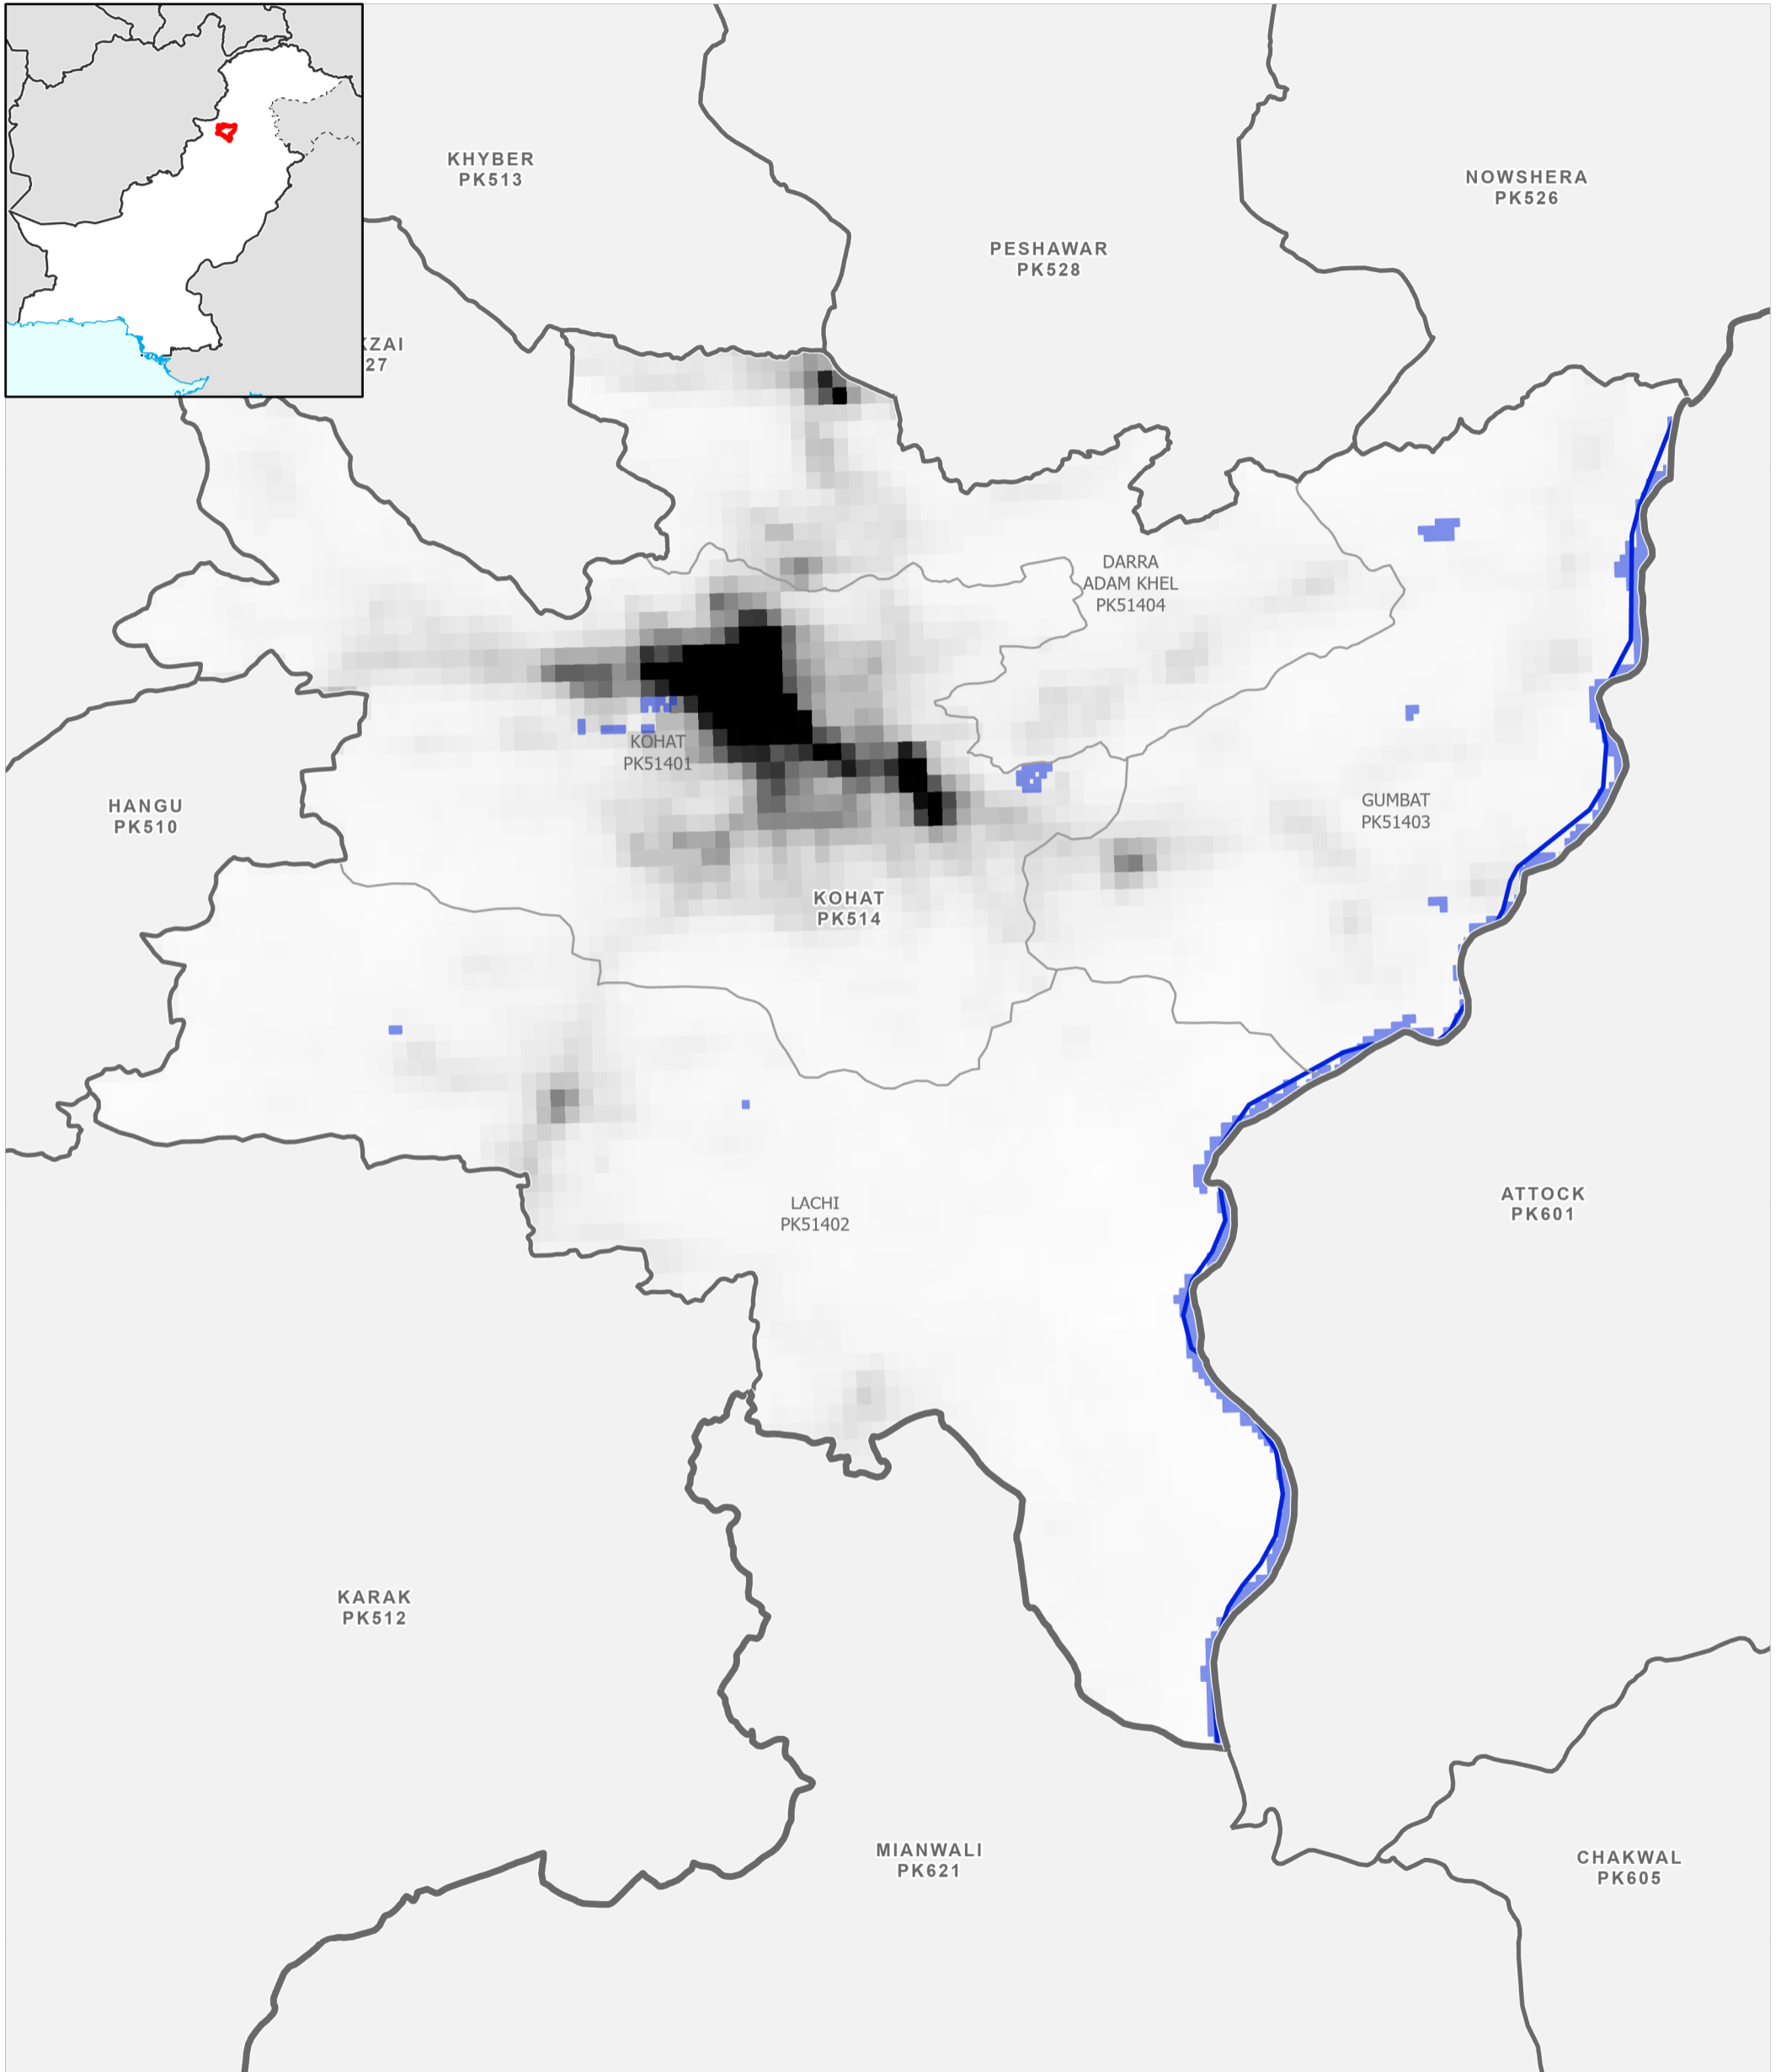 KHYBER
PK513
NOWSHERA
PK526
PESHAWAR
PK528
KZAI
27
DARRA
ADAM KHEL
PK51404
KOHAT
PK51401
HANGU
PK510
GUMBAT
PK51403
KOHAT
PK514
LACHI
PK51402
ATTOCK
PK601
KARAK
PK512
MIANWALI
PK621
CHAKWAL
PK605